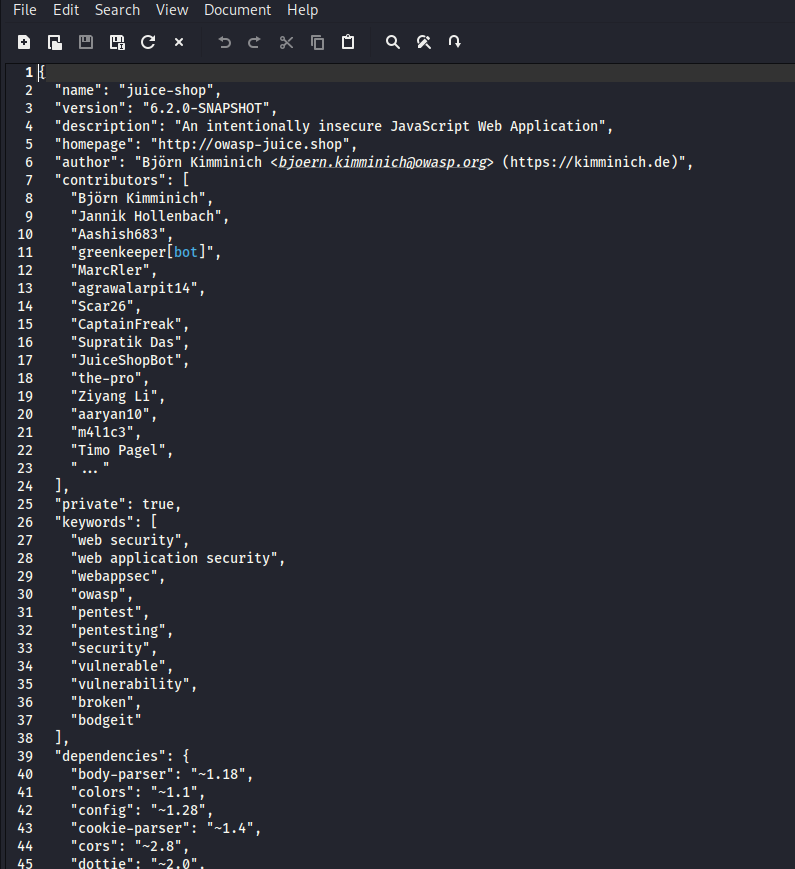 File Edit Search View Document Help
1 {
2 "name": "juice-shop",
3 "version": "6.2.0-SNAPSHOT",
4 "description": "An intentionally insecure JavaScript Web Application",
5 "homepage": "http://owasp-juice.shop",
6 "author": "Björn Kimminich <bjoern.kimminich@owasp.org> (https://kimminich.de)",
7 "contributors": [
8 "Björn Kimminich",
9 "Jannik Hollenbach",
10 "Aashish683",
11 "greenkeeper[bot]",
12 "MarcRler",
13 "agrawalarpit14",
14 "Scar26",
15 "CaptainFreak",
16 "Supratik Das",
17 "JuiceShopBot",
18 "the-pro",
19 "Ziyang Li",
20 "aaryan10",
21 "m4l1c3",
22 "Timo Pagel",
23 "..."
24 ],
25 "private": true,
26 "keywords": [
27 "web security",
28 "web application security",
29 "webappsec",
30 "owasp",
31 "pentest",
32 "pentesting",
33 "security",
34 "vulnerable",
35 "vulnerability",
36 "broken",
37 "bodgeit"
38 ],
39 "dependencies": {
40 "body-parser": "~1.18",
41 "colors": "~1.1",
42 "config": "~1.28",
43 "cookie-parser": "~1.4",
44 "cors": "~2.8",
45 "dottie": "~2.0",